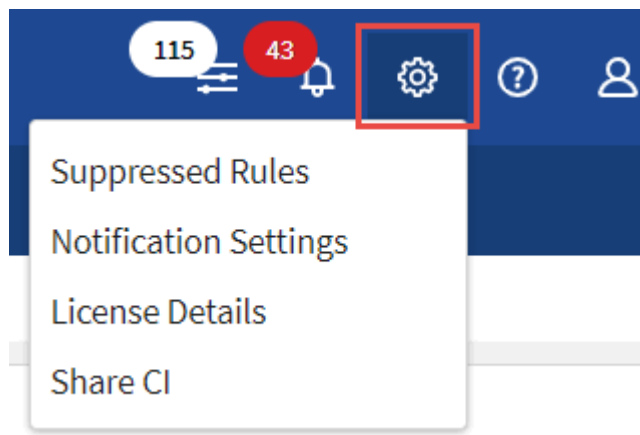 115 43
Suppressed Rules
Notification Settings
License Details
Share CI